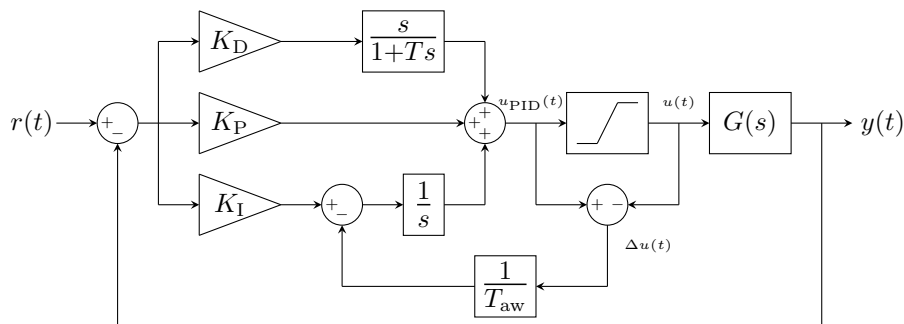 K_D
s
1+Ts
r(t)
+
−
K_P
+
+
+
u_PID(t)
u(t)
G(s)
y(t)
K_I
+
−
1
s
+
−
Δu(t)
1
T_aw